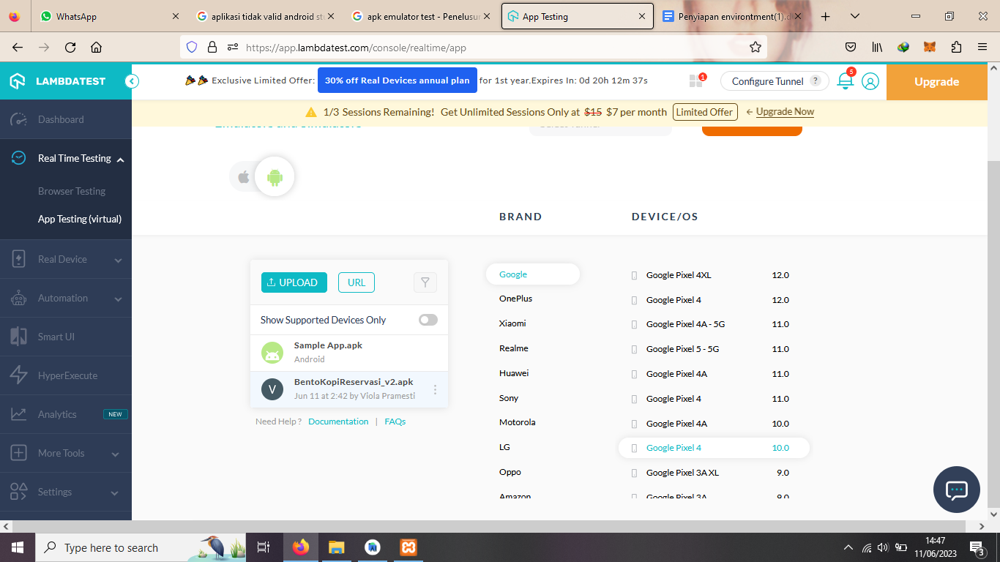 WhatsApp
aplikasi tidak valid android stu
apk emulator test - Penelusur
App Testing
Penyiapan environtment(1).d
https://app.lambdatest.com/console/realtime/app
LAMBDATEST
Exclusive Limited Offer: 30% off Real Devices annual plan for 1st year.Expires In: 0d 20h 12m 37s
1
Configure Tunnel ?
5
Upgrade
1/3 Sessions Remaining! Get Unlimited Sessions Only at $15 $7 per month Limited Offer ← Upgrade Now
Dashboard
Real Time Testing
Browser Testing
App Testing (virtual)
Real Device
Automation
Smart UI
HyperExecute
Analytics NEW
More Tools
Settings
Emulators and Simulators
Select Tunnel
BRAND DEVICE/OS
UPLOAD URL
Show Supported Devices Only
Sample App.apk
Android
V
BentoKopiReservasi_v2.apk
Jun 11 at 2:42 by Viola Pramesti
Need Help ? Documentation | FAQs
Google
OnePlus
Xiaomi
Realme
Huawei
Sony
Motorola
LG
Oppo
Amazon
Google Pixel 4XL 12.0
Google Pixel 4 12.0
Google Pixel 4A - 5G 11.0
Google Pixel 5 - 5G 11.0
Google Pixel 4A 11.0
Google Pixel 4 11.0
Google Pixel 4A 10.0
Google Pixel 4 10.0
Google Pixel 3A XL 9.0
Google Pixel 3A 9.0
Type here to search
14:47
11/06/2023
3